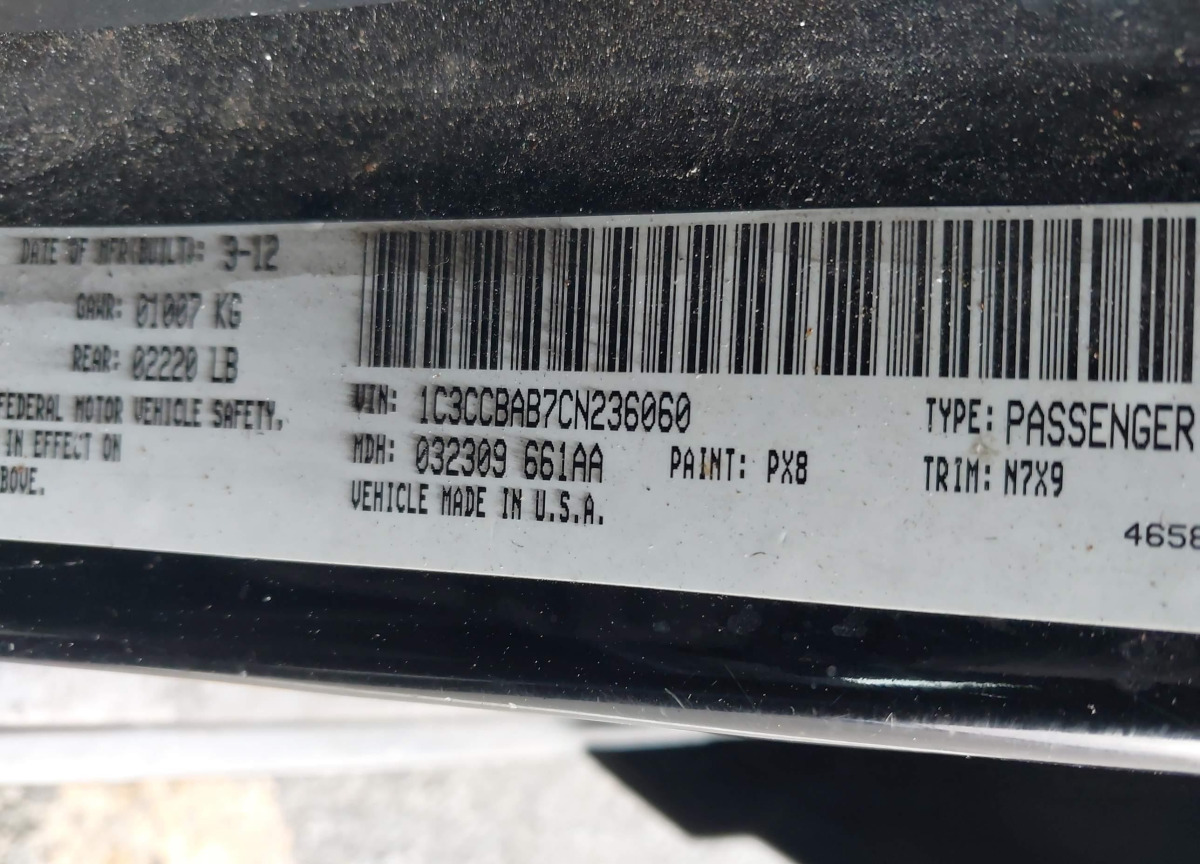 DATE OF MFR(BUILT): 3-12
GAWR: 01007 KG
REAR: 02220 LB
FEDERAL MOTOR VEHICLE SAFETY,
IN EFFECT ON
BOVE.
VIN: 1C3CCBAB7CN236060
TYPE: PASSENGER
MDH: 032309 661AA
PAINT: PX8
TRIM: N7X9
VEHICLE MADE IN U.S.A.
4658